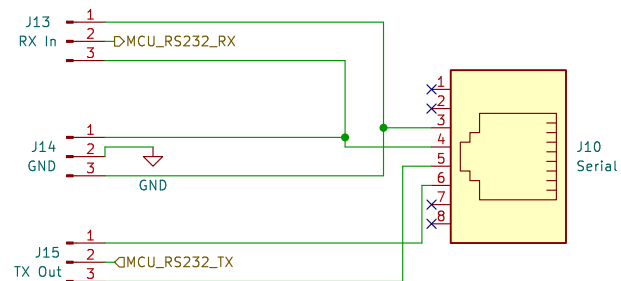 J13
RX In
1
2
3
MCU_RS232_RX
J14
GND
1
2
3
GND
J15
TX Out
1
2
3
MCU_RS232_TX
1
2
3
4
5
6
7
8
J10
Serial